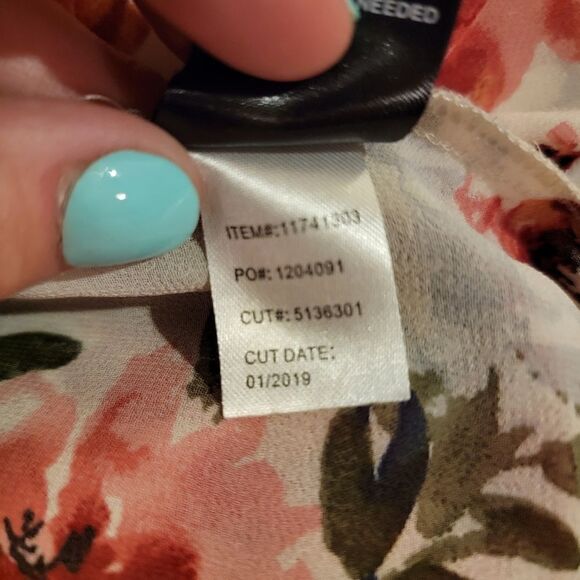 NEEDED
ITEM#:11741303
PO#: 1204091
CUT#: 5136301
CUT DATE:
01/2019